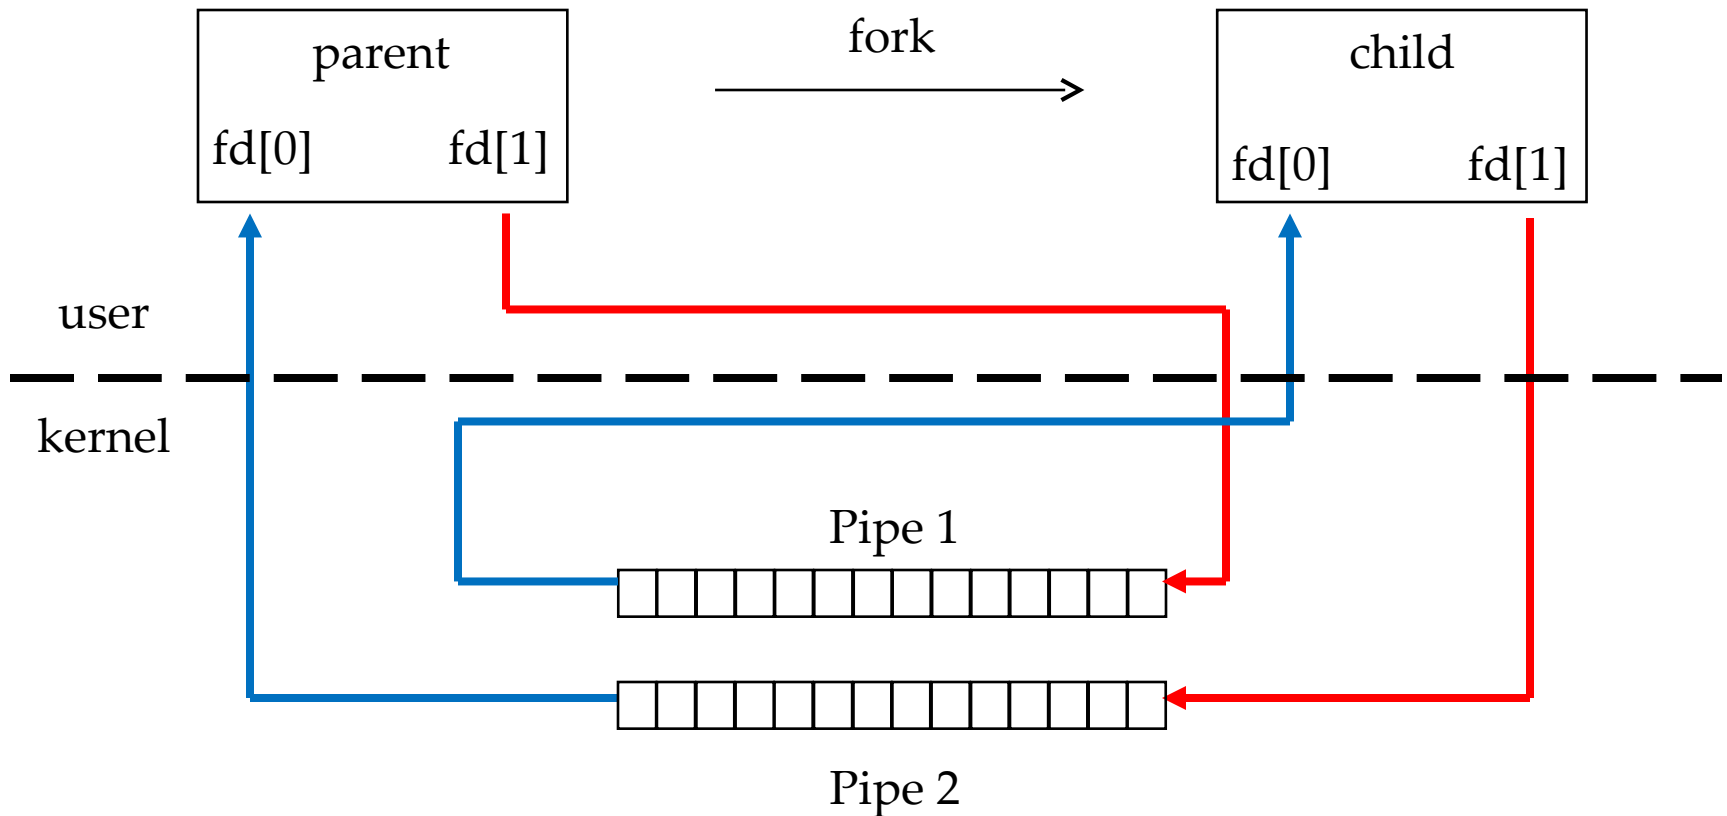 parent
fork
child
fd[0]
fd[1]
fd[0]
fd[1]
user
kernel
Pipe 1
Pipe 2